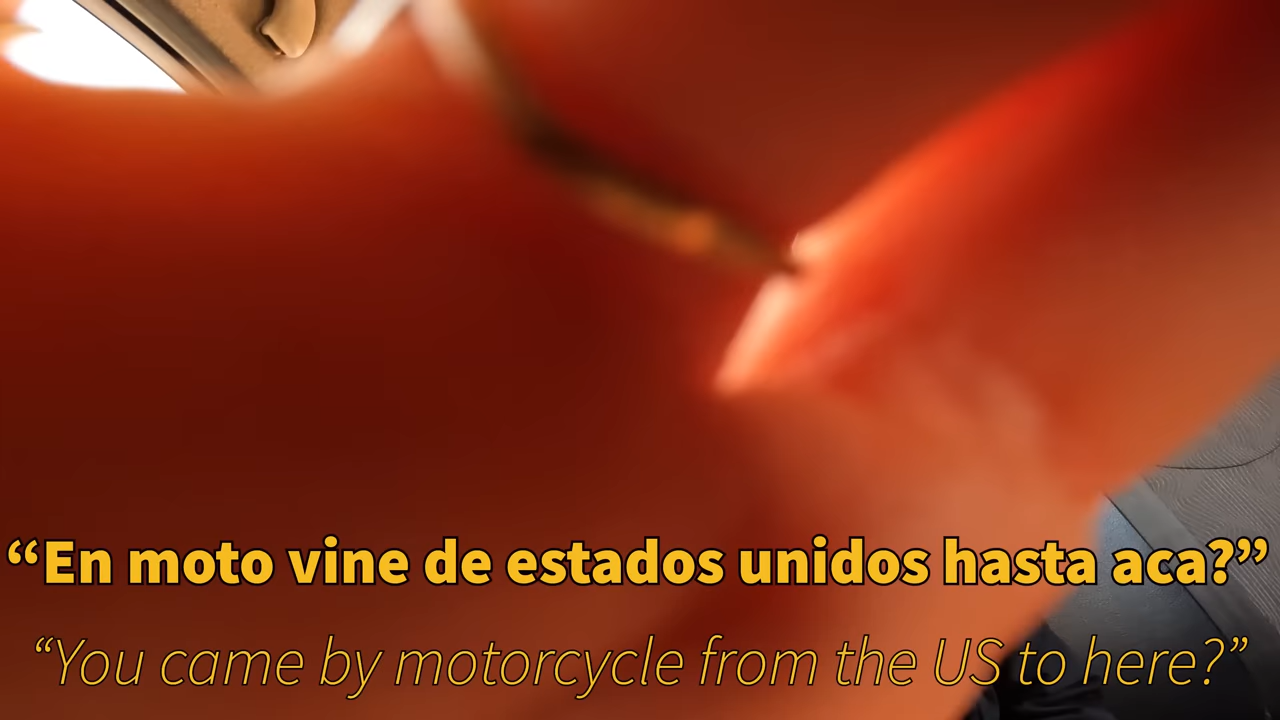 “En moto vine de estados unidos hasta aca?”
“You came by motorcycle from the US to here?”